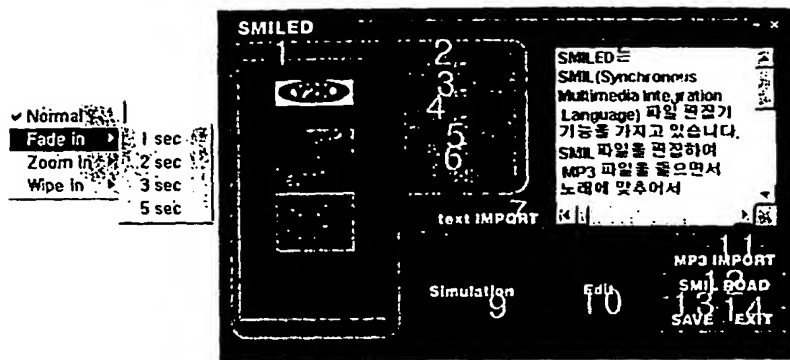 SMILED
- ×
1
2
3
4
5
6
SMILED는
SMIL(Synchronous
Multimedia Integration
Language) 파일 편집기
기능을 가지고 있습니다.
SMIL 파일을 편집하여
MP3 파일을 들으면서
노래에 맞추어서
✔ Normal
Fade in
Zoom In
Wipe In
1 sec
2 sec
3 sec
5 sec
text IMPORT
7
11
MP3 IMPORT
Simulation
9
Edit
10
12
SMIL ROAD
13 14
SAVE EXIT